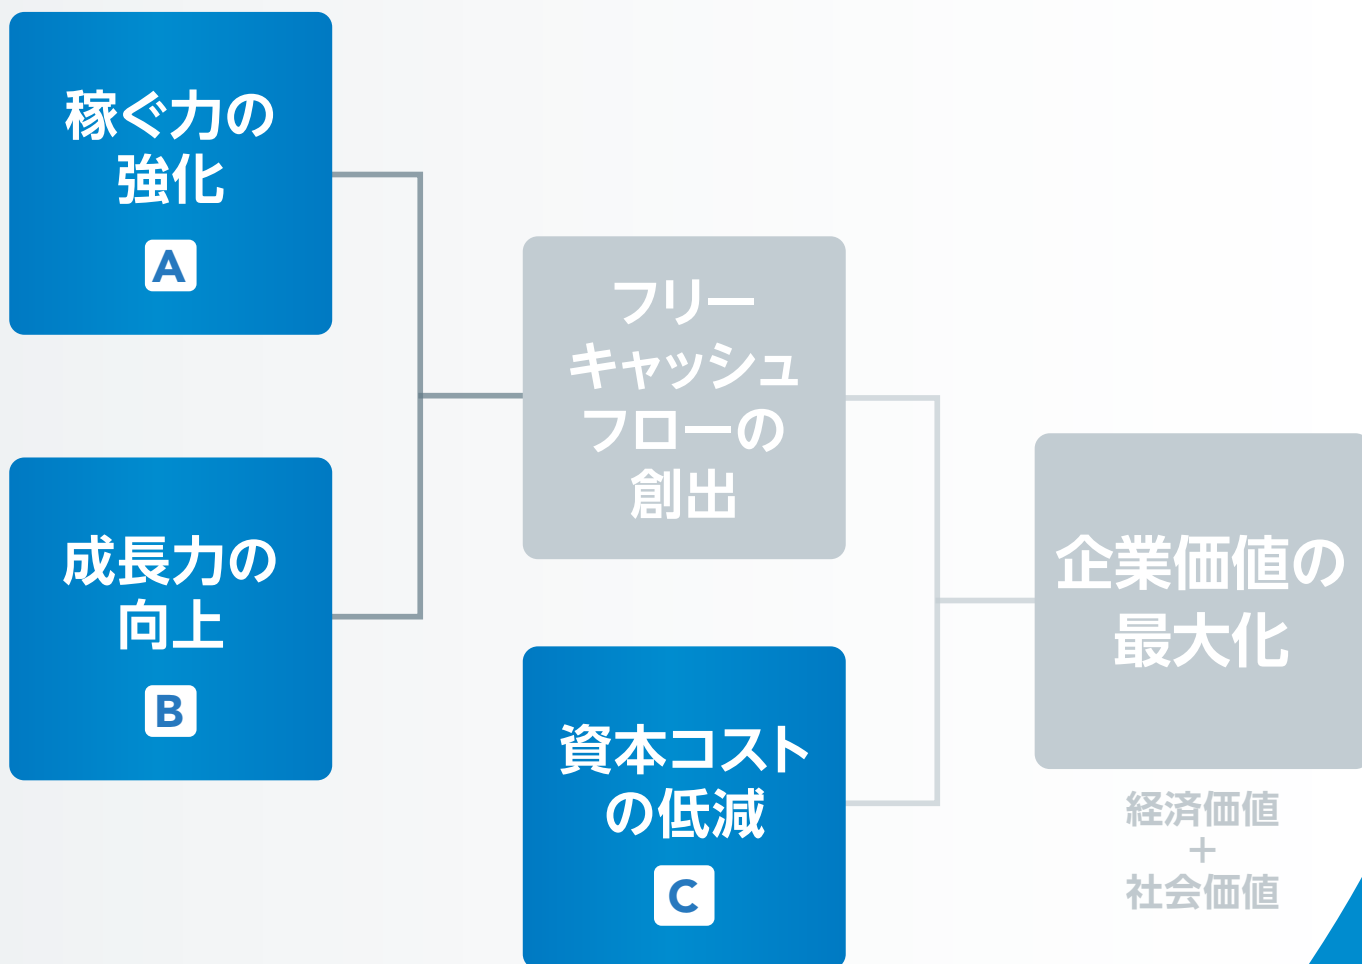 稼ぐ力の
強化
A
成長力の
向上
B
フリー
キャッシュ
フローの
創出
資本コスト
の低減
C
企業価値の
最大化
経済価値
+
社会価値